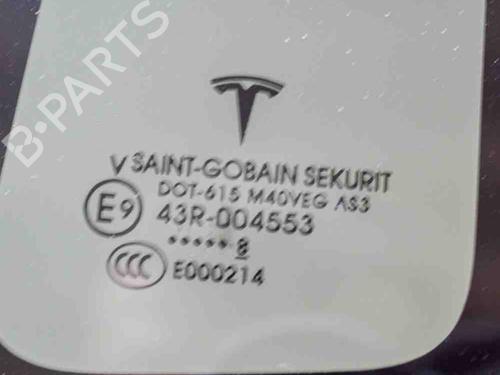 B-PARTS
V SAINT-GOBAIN SEKURIT
DOT-615 M40VEG AS3
E9 43R-004553
***** 8
CCC E000214